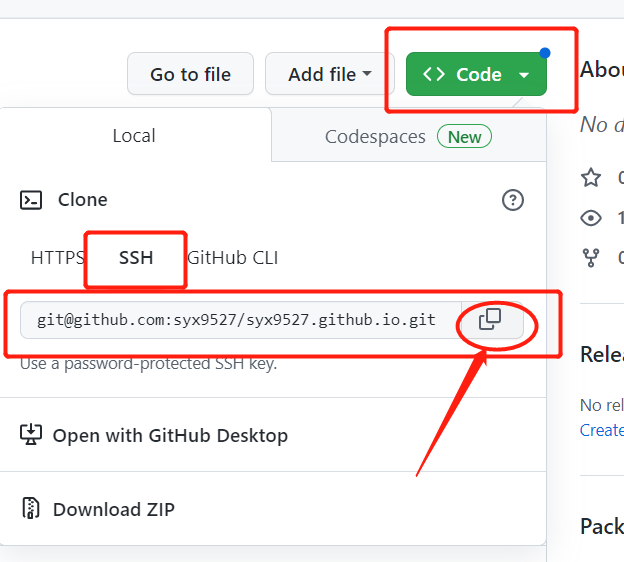 Go to file
Add file
Code
Abou
No d
Local
Codespaces New
Clone
HTTPS
SSH
GitHub CLI
git@github.com:syx9527/syx9527.github.io.git
Use a password-protected SSH key.
Open with GitHub Desktop
Download ZIP
0
1
0
Relea
No rel
Create
Pack